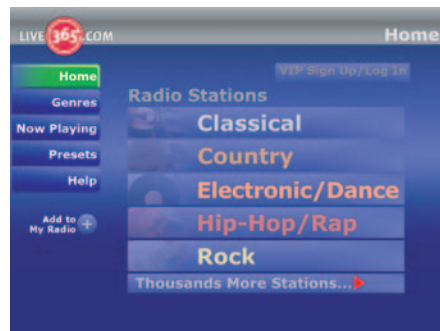 LIVE 365 .COM
Home
VIP Sign Up/Log In
Home
Genres
Now Playing
Presets
Help
Add to
My Radio
Radio Stations
Classical
Country
Electronic/Dance
Hip-Hop/Rap
Rock
Thousands More Stations...